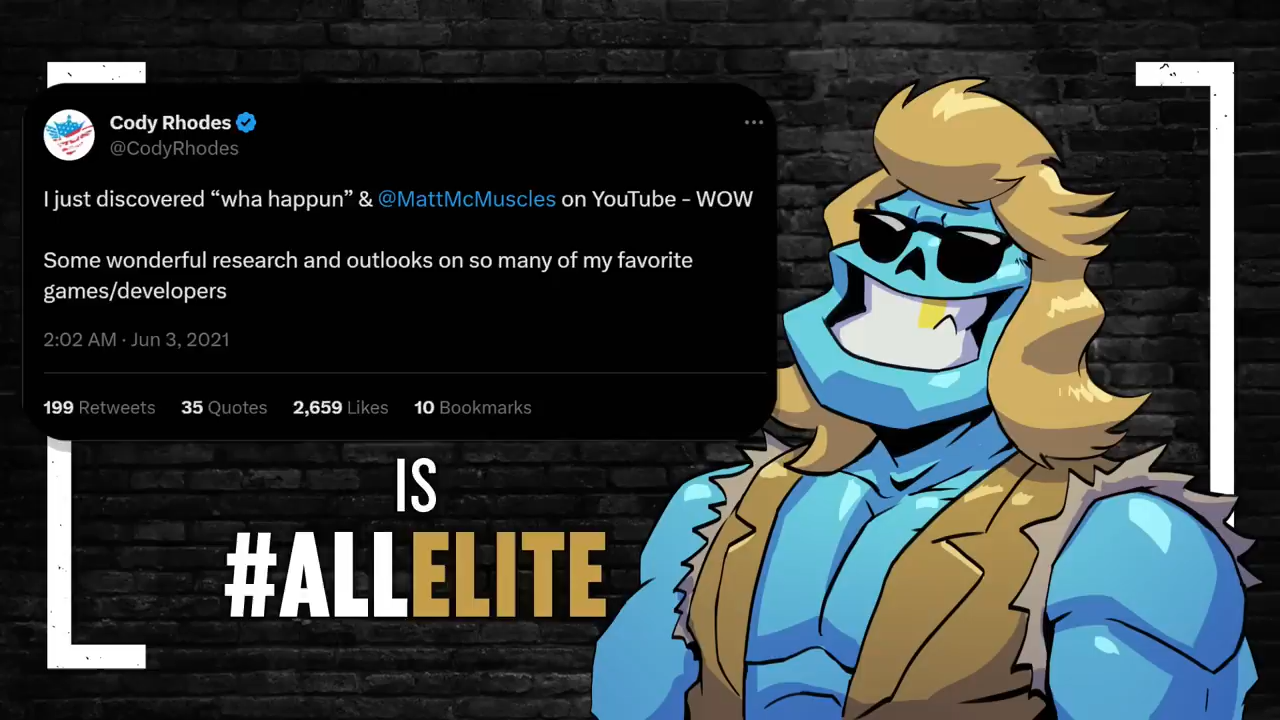 Cody Rhodes
@CodyRhodes
I just discovered “wha happun” & @MattMcMuscles on YouTube - WOW
Some wonderful research and outlooks on so many of my favorite
games/developers
2:02 AM · Jun 3, 2021
199 Retweets 35 Quotes 2,659 Likes 10 Bookmarks
IS
#ALLELITE